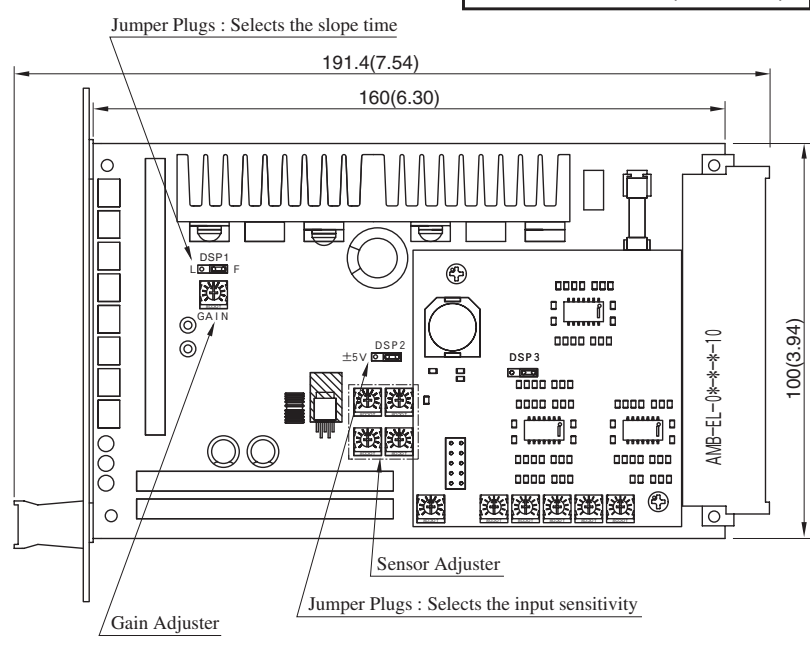 Jumper Plugs : Selects the slope time
191.4(7.54)
160(6.30)
DSP1
L F
GAIN
DSP2
±5V
DSP3
AMB-EL-0*-*-*-10
100(3.94)
Sensor Adjuster
Jumper Plugs : Selects the input sensitivity
Gain Adjuster